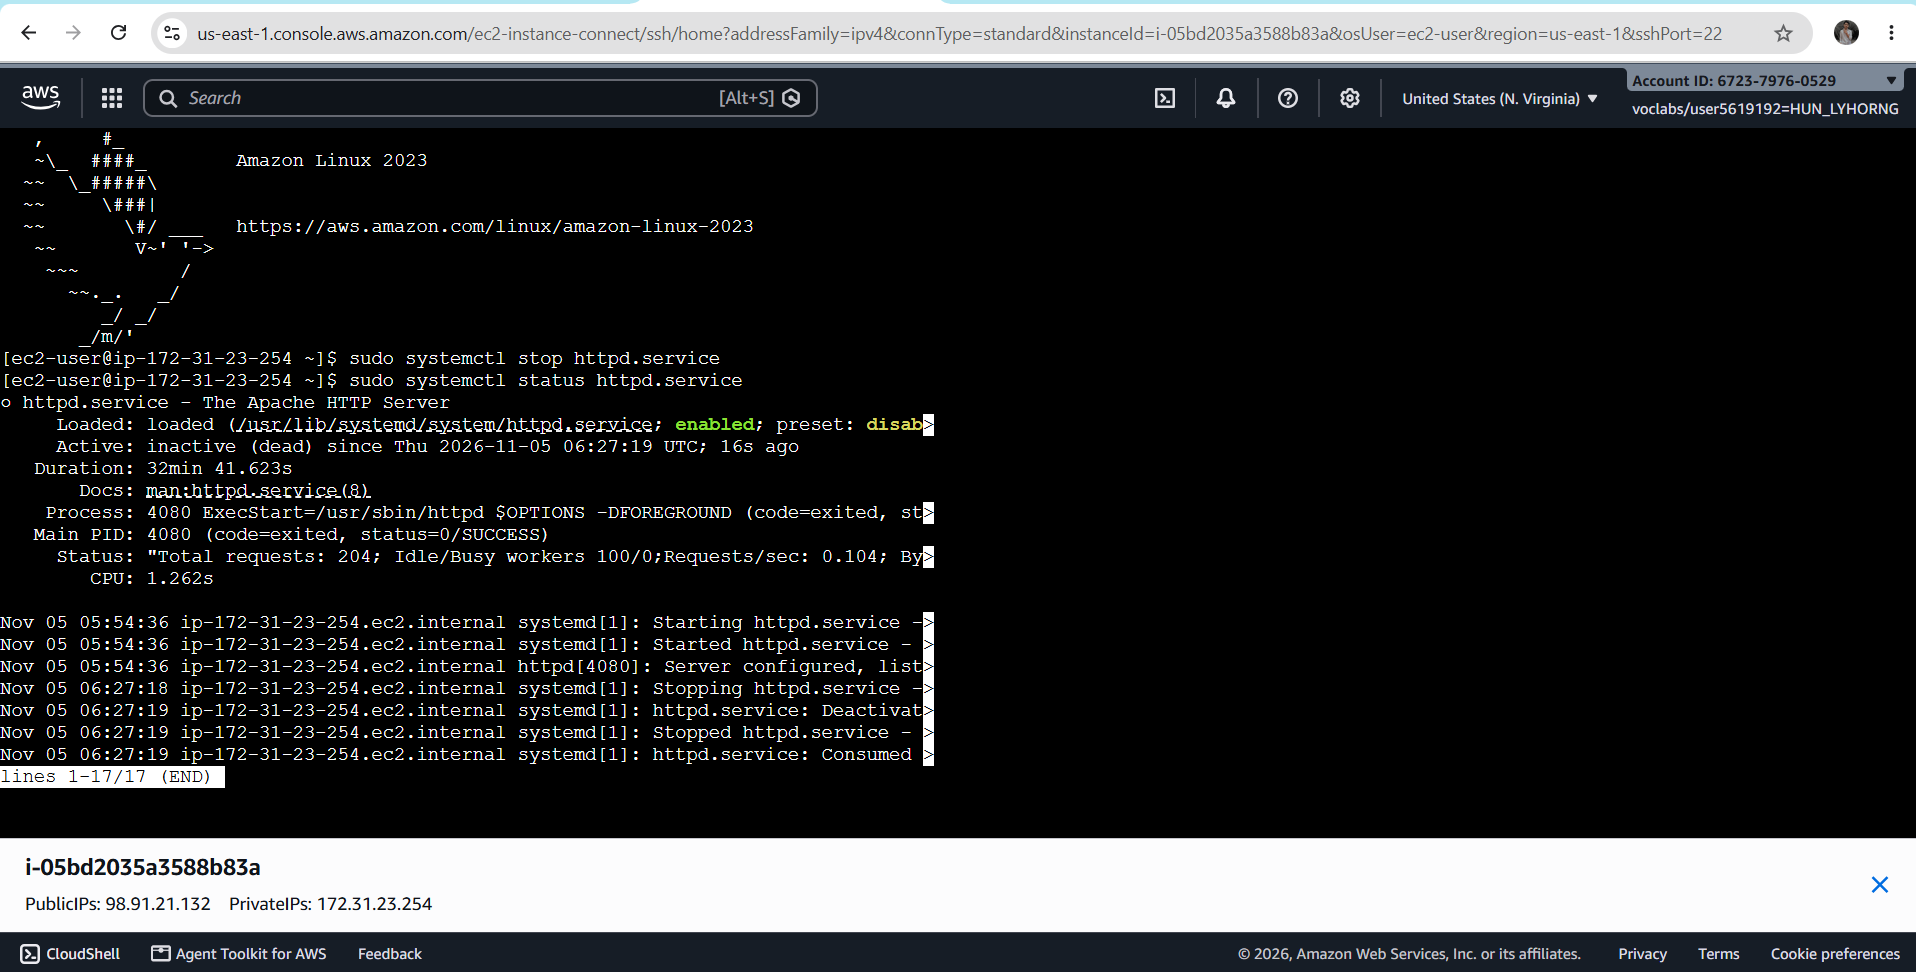 us-east-1.console.aws.amazon.com/ec2-instance-connect/ssh/home?addressFamily=ipv4&connType=standard&instanceId=i-05bd2035a3588b83a&osUser=ec2-user&region=us-east-1&sshPort=22
aws
Search [Alt+S]
United States (N. Virginia) ▼
Account ID: 6723-7976-0529 ▼
voclabs/user5619192=HUN_LYHORNG
   ,     #_
   ~\_  ####_        Amazon Linux 2023
  ~~  \_#####\
  ~~     \###|
  ~~       \#/ ___   https://aws.amazon.com/linux/amazon-linux-2023
   ~~       V~' '->
    ~~~         /
      ~~._.   _/
         _/ _/
       _/m/'
[ec2-user@ip-172-31-23-254 ~]$ sudo systemctl stop httpd.service
[ec2-user@ip-172-31-23-254 ~]$ sudo systemctl status httpd.service
○ httpd.service - The Apache HTTP Server
     Loaded: loaded (/usr/lib/systemd/system/httpd.service; enabled; preset: disab>
     Active: inactive (dead) since Thu 2026-11-05 06:27:19 UTC; 16s ago
   Duration: 32min 41.623s
       Docs: man:httpd.service(8)
    Process: 4080 ExecStart=/usr/sbin/httpd $OPTIONS -DFOREGROUND (code=exited, st>
   Main PID: 4080 (code=exited, status=0/SUCCESS)
     Status: "Total requests: 204; Idle/Busy workers 100/0;Requests/sec: 0.104; By>
        CPU: 1.262s
Nov 05 05:54:36 ip-172-31-23-254.ec2.internal systemd[1]: Starting httpd.service ->
Nov 05 05:54:36 ip-172-31-23-254.ec2.internal systemd[1]: Started httpd.service - >
Nov 05 05:54:36 ip-172-31-23-254.ec2.internal httpd[4080]: Server configured, list>
Nov 05 06:27:18 ip-172-31-23-254.ec2.internal systemd[1]: Stopping httpd.service ->
Nov 05 06:27:19 ip-172-31-23-254.ec2.internal systemd[1]: httpd.service: Deactivat>
Nov 05 06:27:19 ip-172-31-23-254.ec2.internal systemd[1]: Stopped httpd.service - >
Nov 05 06:27:19 ip-172-31-23-254.ec2.internal systemd[1]: httpd.service: Consumed >
lines 1-17/17 (END)
i-05bd2035a3588b83a
PublicIPs: 98.91.21.132 PrivateIPs: 172.31.23.254
CloudShell Agent Toolkit for AWS Feedback © 2026, Amazon Web Services, Inc. or its affiliates. Privacy Terms Cookie preferences